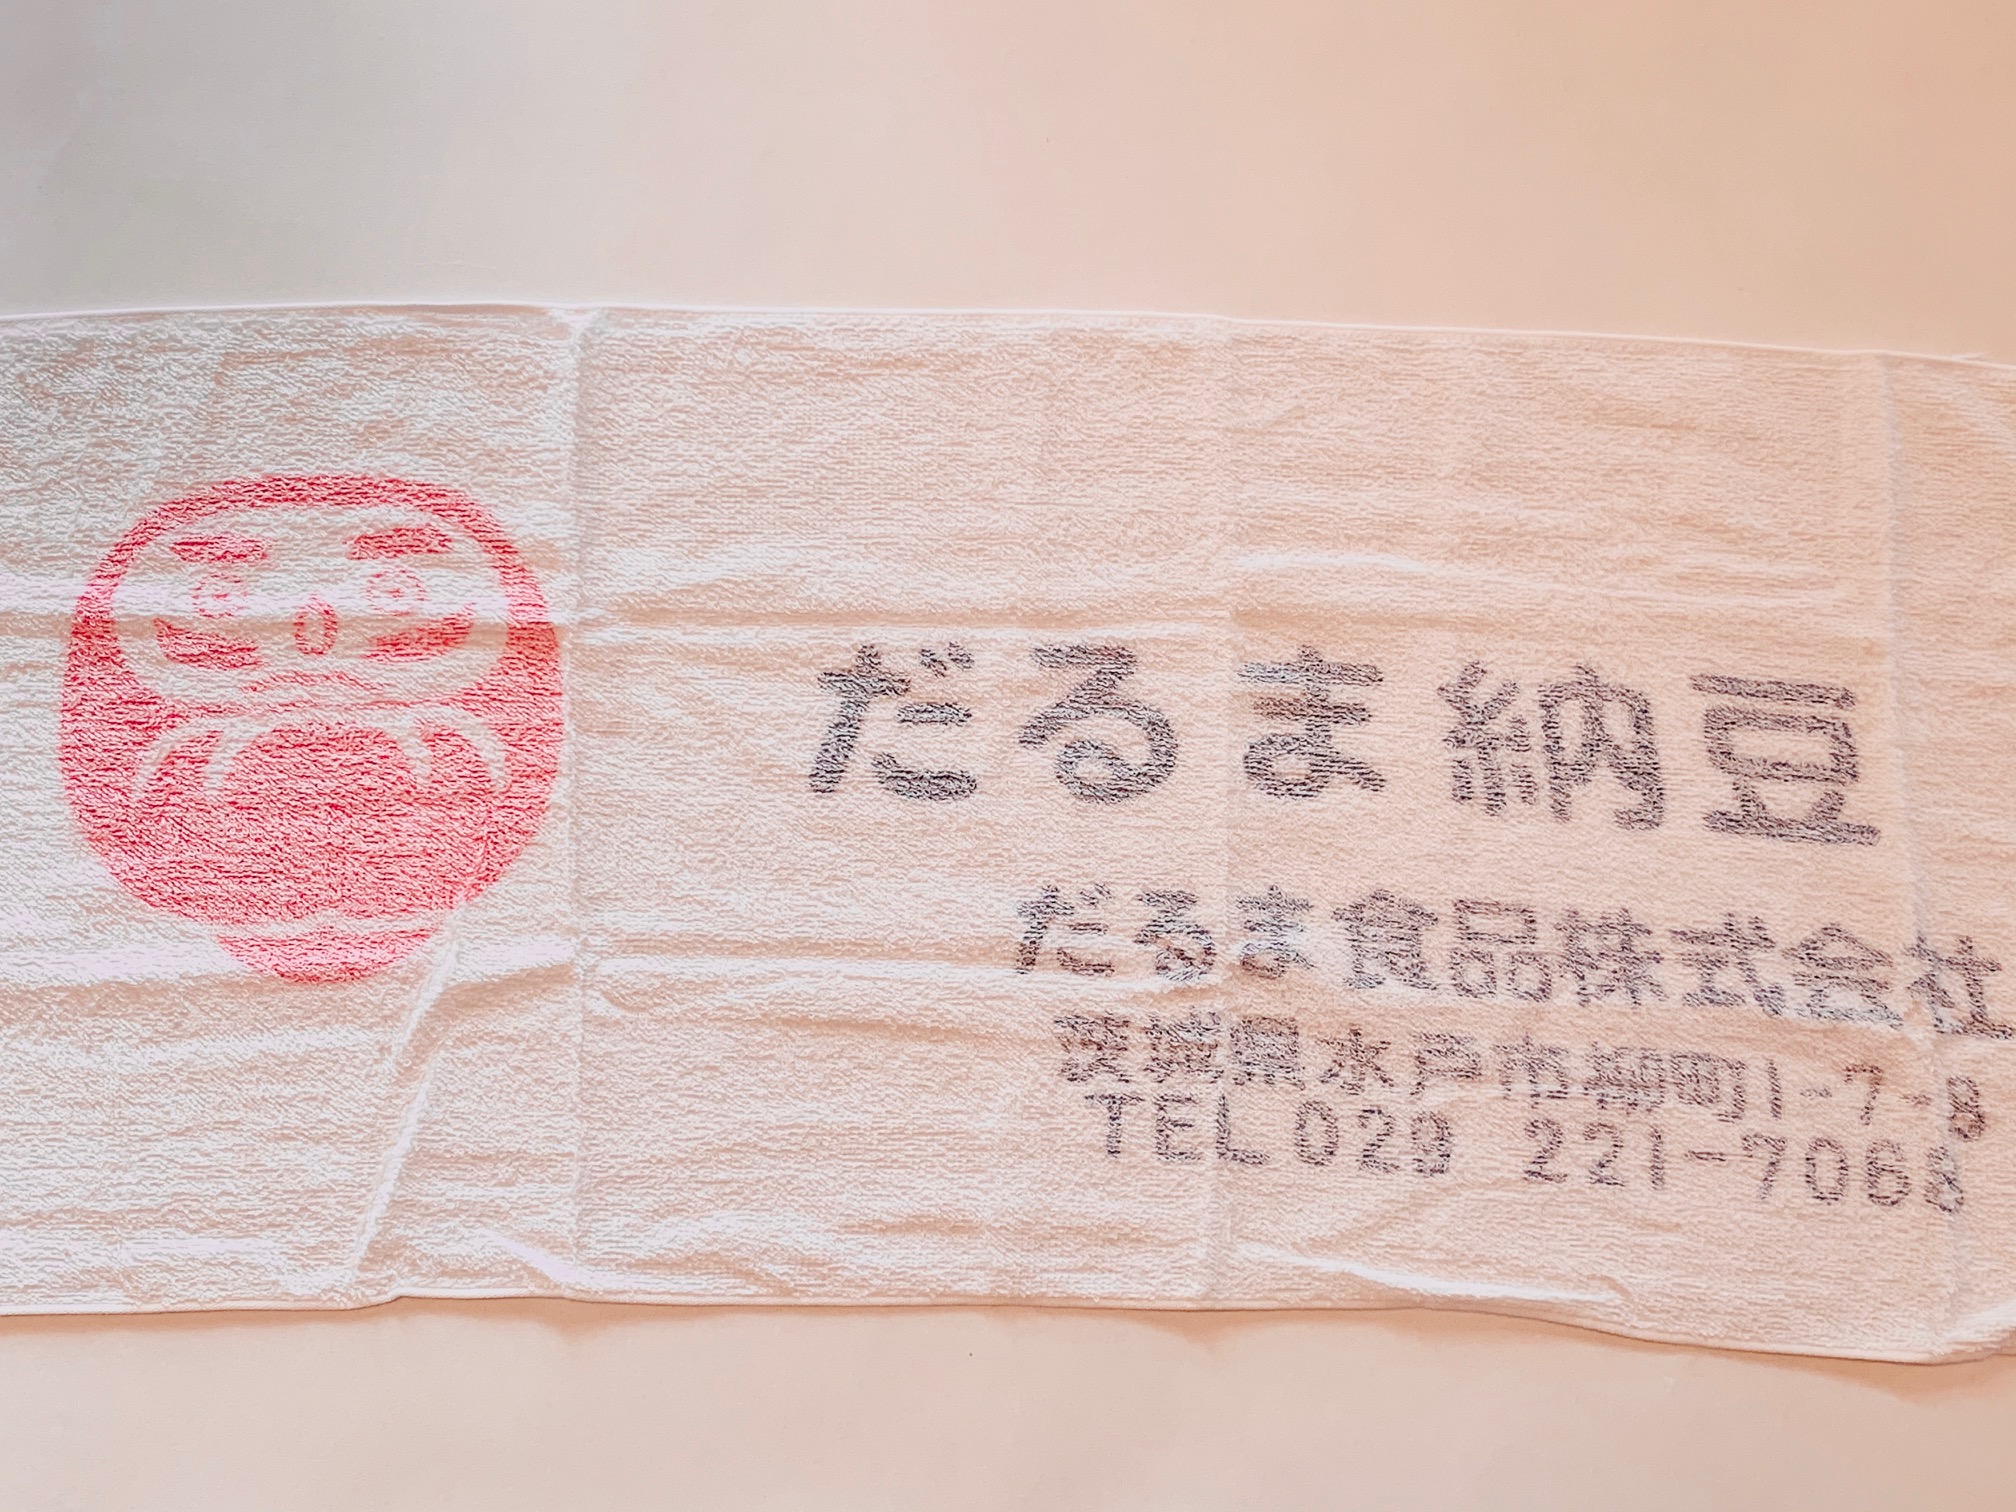 だるま納豆
だるま食品株式会社
茨城県水戸市柳町1-7-8
TEL 029 221-7068